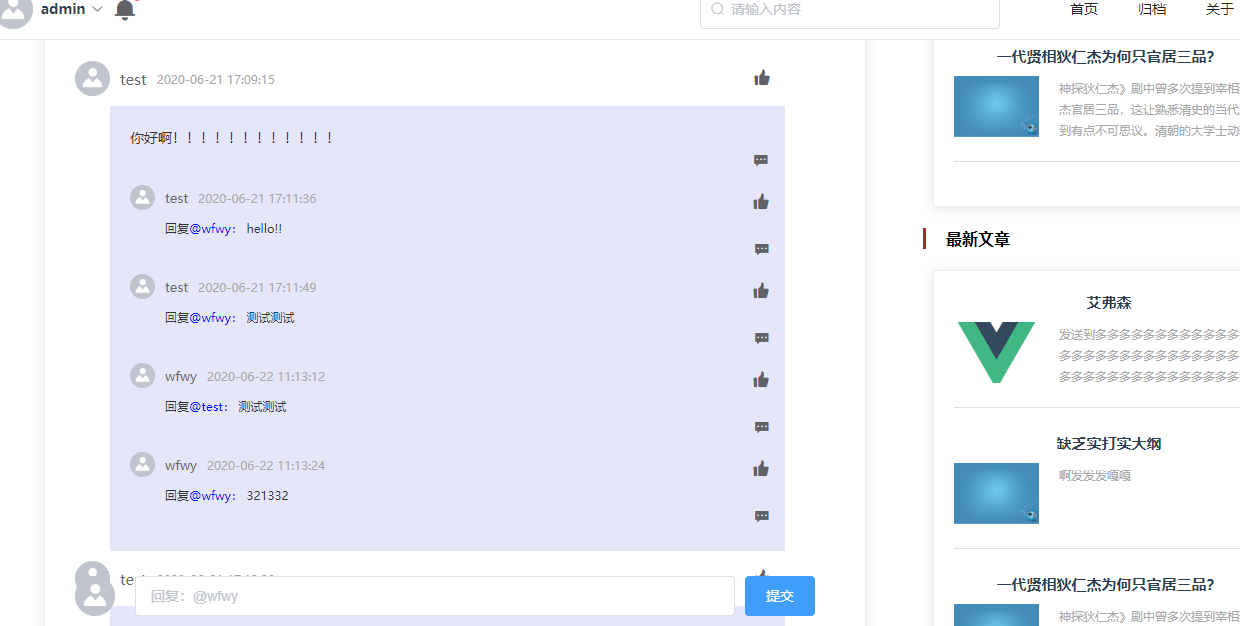 admin
请输入内容
首页 归档 关于
test 2020-06-21 17:09:15
你好啊！！！！！！！！！！！！
test 2020-06-21 17:11:36
回复@wfwy： hello!!
test 2020-06-21 17:11:49
回复@wfwy： 测试测试
wfwy 2020-06-22 11:13:12
回复@test： 测试测试
wfwy 2020-06-22 11:13:24
回复@wfwy： 321332
回复：@wfwy
提交
一代贤相狄仁杰为何只官居三品？
神探狄仁杰》剧中曾多次提到宰相
杰官居三品，这让熟悉清史的当代
到有点不可思议。清朝的大学士动
最新文章
艾弗森
发送到多多多多多多多多多多多多
多多多多多多多多多多多多多多多
多多多多多多多多多多多多多多多
缺乏实打实大纲
啊发发发嘎嘎
一代贤相狄仁杰为何只官居三品？
神探狄仁杰》剧中曾多次提到宰相